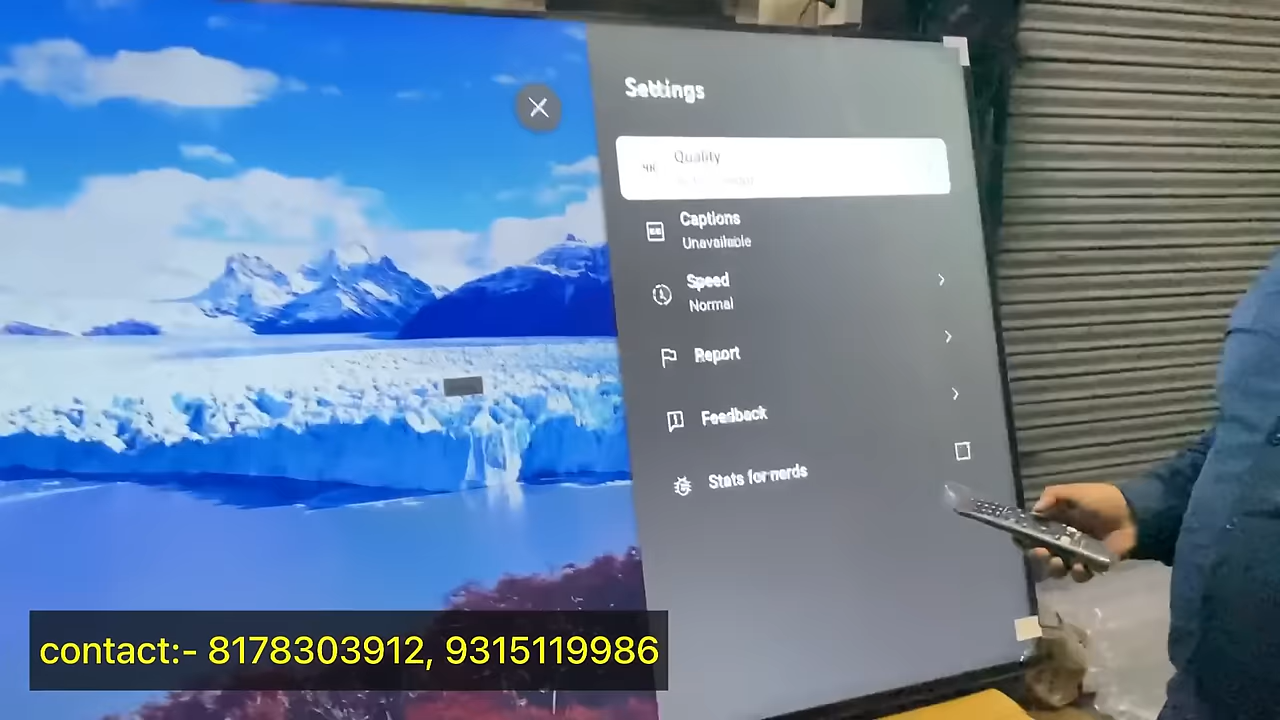 Settings
Quality
Captions
Unavailable
Speed
Normal
Report
Feedback
Stats for nerds
contact:- 8178303912, 9315119986